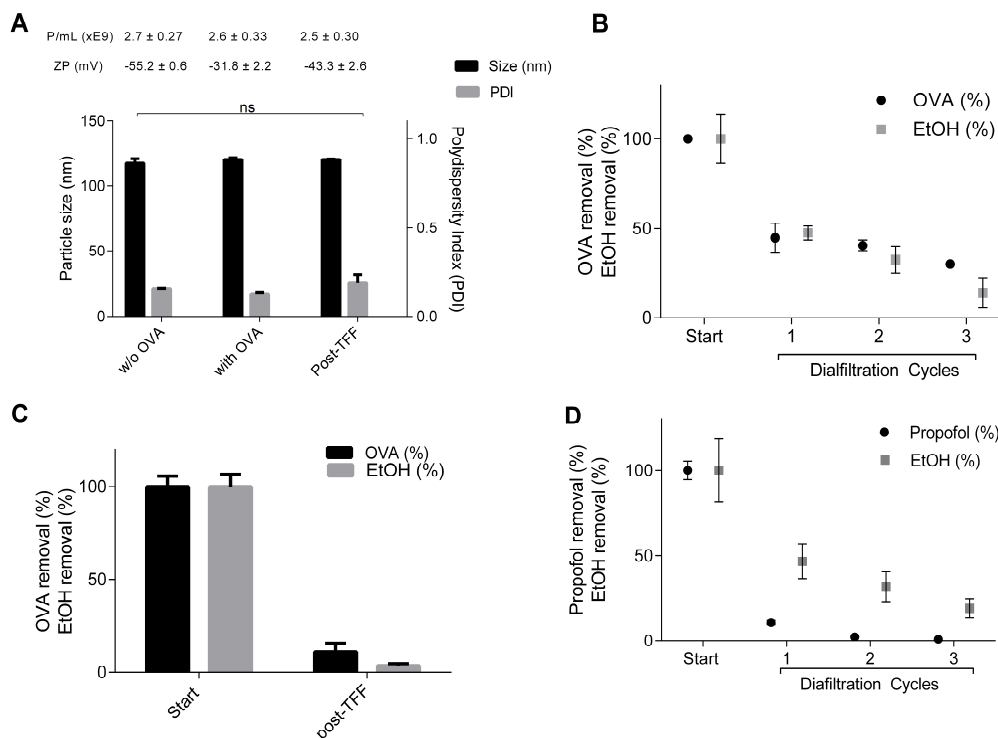 A
P/mL (xE9) 2.7 ± 0.27 2.6 ± 0.33 2.5 ± 0.30
ZP (mV) -55.2 ± 0.6 -31.8 ± 2.2 -43.3 ± 2.6
Size (nm)
PDI
ns
Particle size (nm)
150
100
50
0
Polydispersity Index (PDI)
1.0
0.5
0.0
w/o OVA
with OVA
Post-TFF
B
OVA (%)
EtOH (%)
OVA removal (%)
EtOH removal (%)
100
50
0
Start 1 2 3
Dialfiltration Cycles
C
OVA (%)
EtOH (%)
OVA removal (%)
EtOH removal (%)
100
50
0
Start
post-TFF
D
Propofol (%)
EtOH (%)
Propofol removal (%)
EtOH removal (%)
100
50
0
Start 1 2 3
Diafiltration Cycles